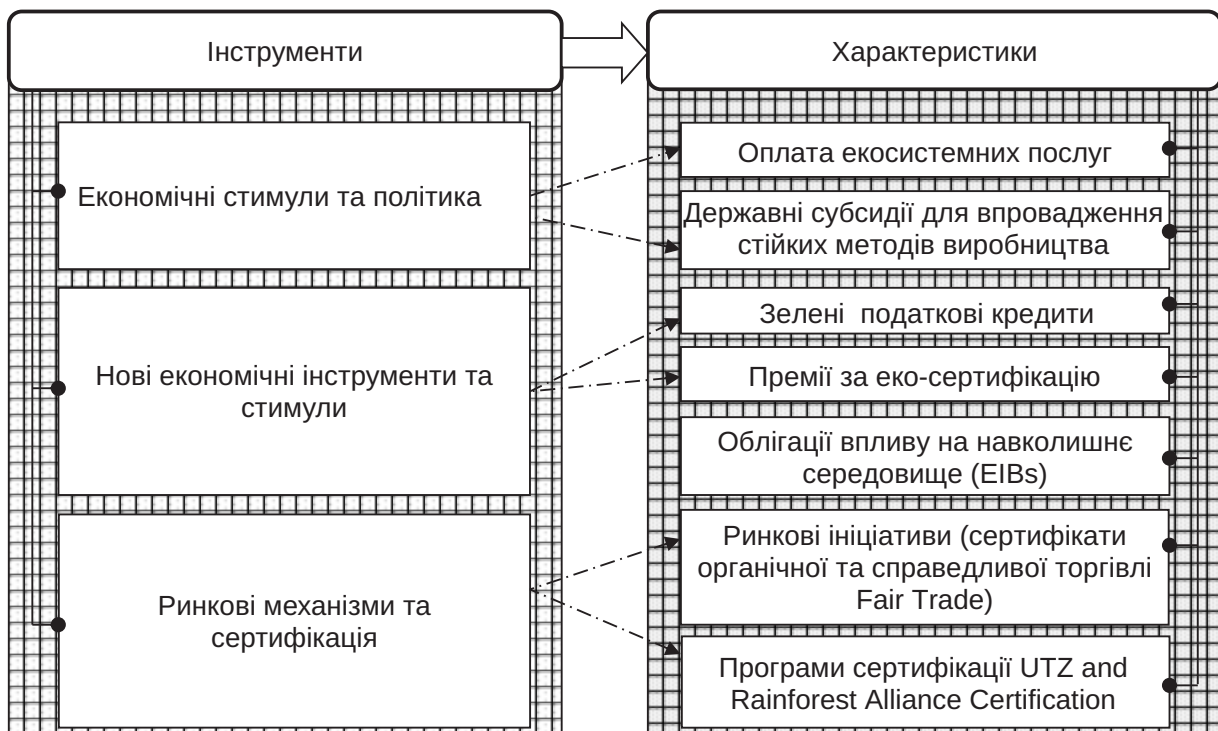 Інструменти
Характеристики
Економічні стимули та політика
Нові економічні інструменти та
стимули
Ринкові механізми та
сертифікація
Оплата екосистемних послуг
Державні субсидії для впровадження
стійких методів виробництва
Зелені  податкові кредити
Премії за еко-сертифікацію
Облігації впливу на навколишнє
середовище (EIBs)
Ринкові ініціативи (сертифікати
органічної та справедливої торгівлі
Fair Trade)
Програми сертифікації UTZ and
Rainforest Alliance Certification